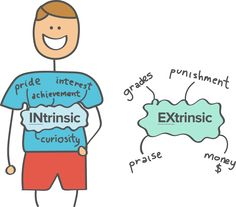 pride interest
achievement
INtrinsic
curiosity
grades
punishment
EXtrinsic
praise
money
$